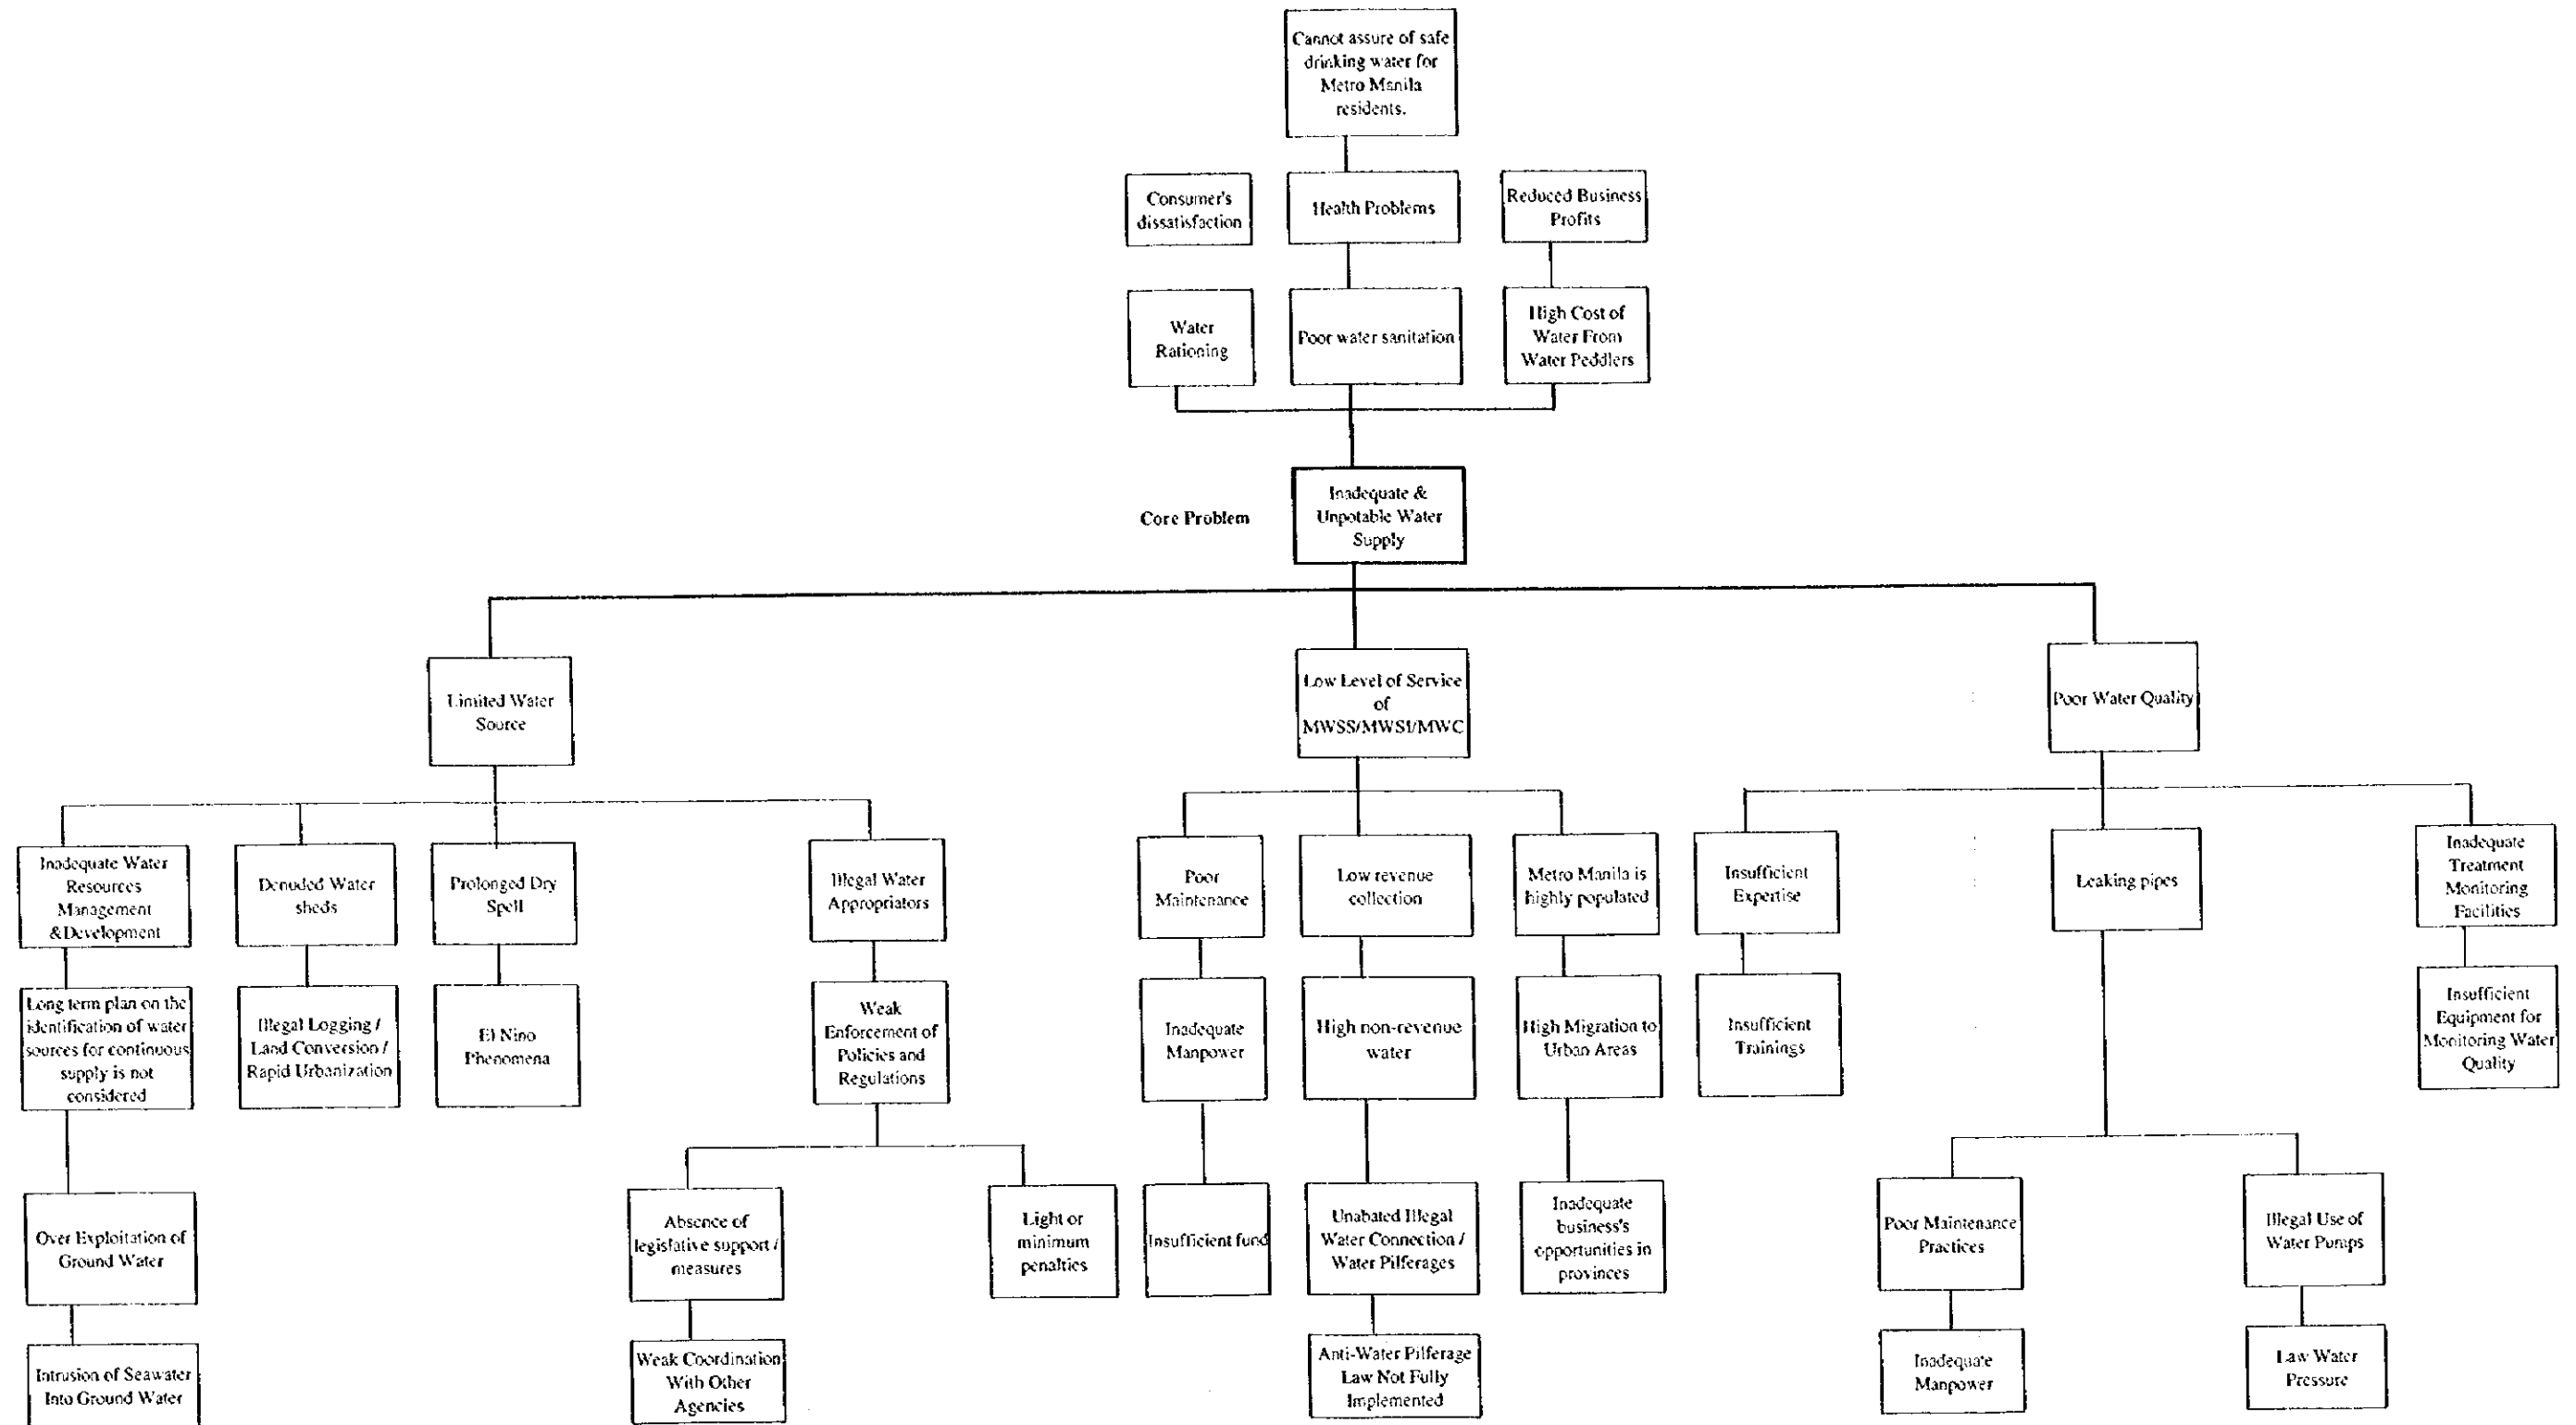 Cannot assure of safe
drinking water for
Metro Manila
residents.
Consumer's
dissatisfaction
Health Problems
Reduced Business
Profits
Water
Rationing
Poor water sanitation
High Cost of
Water From
Water Peddlers
Core Problem
Inadequate &
Unpotable Water
Supply
Limited Water
Source
Low Level of Service
of
MWSS/MWSI/MWC
Poor Water Quality
Inadequate Water
Resources
Management
&Development
Denuded Water
sheds
Prolonged Dry
Spell
Illegal Water
Appropriators
Poor
Maintenance
Low revenue
collection
Metro Manila is
highly populated
Insufficient
Expertise
Leaking pipes
Inadequate
Treatment
Monitoring
Facilities
Long term plan on the
identification of water
sources for continuous
supply is not
considered
Illegal Logging /
Land Conversion /
Rapid Urbanization
El Nino
Phenomena
Weak
Enforcement of
Policies and
Regulations
Inadequate
Manpower
High non-revenue
water
High Migration to
Urban Areas
Insufficient
Trainings
Insufficient
Equipment for
Monitoring Water
Quality
Over Exploitation of
Ground Water
Absence of
legislative support /
measures
Light or
minimum
penalties
Insufficient fund
Unabated Illegal
Water Connection /
Water Pilferages
Inadequate
business's
opportunities in
provinces
Poor Maintenance
Practices
Illegal Use of
Water Pumps
Intrusion of Seawater
Into Ground Water
Weak Coordination
With Other
Agencies
Anti-Water Pilferage
Law Not Fully
Implemented
Inadequate
Manpower
Law Water
Pressure